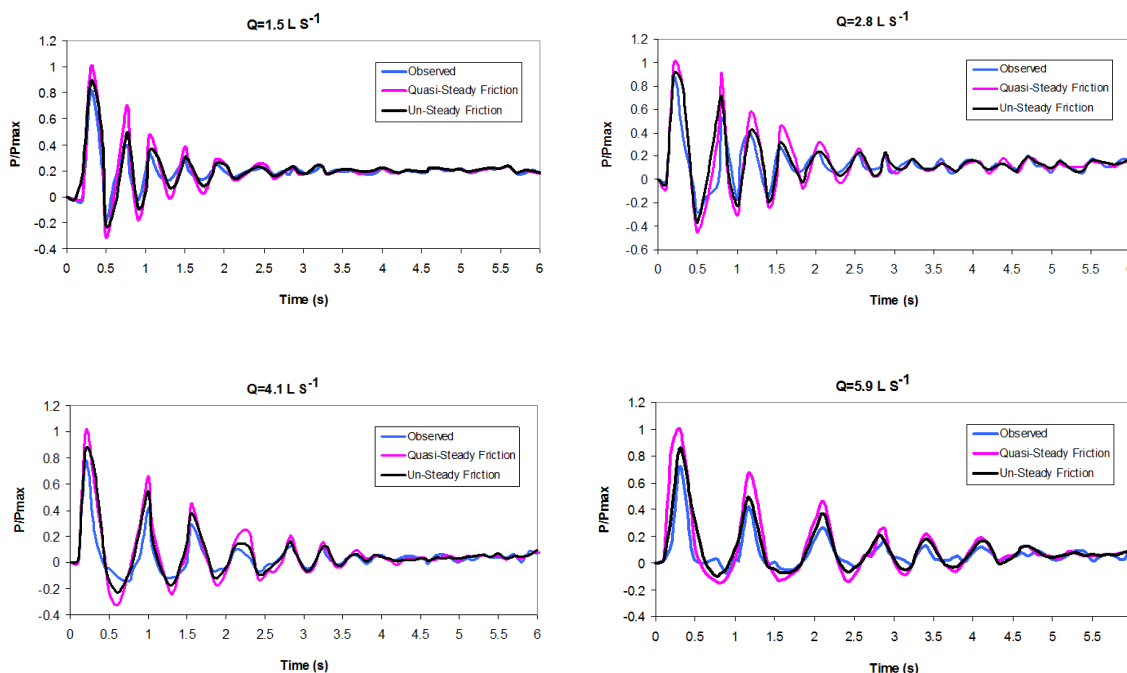 Q=1.5 L S-1
P/Pmax
1.2
1
0.8
0.6
0.4
0.2
0
-0.2
-0.4
Observed
Quasi-Steady Friction
Un-Steady Friction
0 0.5 1 1.5 2 2.5 3 3.5 4 4.5 5 5.5 6
Time (s)
Q=2.8 L S-1
P/Pmax
1.2
1
0.8
0.6
0.4
0.2
0
-0.2
-0.4
-0.6
Observed
Quasi-Steady Friction
Un-Steady Friction
0 0.5 1 1.5 2 2.5 3 3.5 4 4.5 5 5.5
Time (s)
Q=4.1 L S-1
P/Pmax
1.2
1
0.8
0.6
0.4
0.2
0
-0.2
-0.4
Observed
Quasi-Steady Friction
Un-Steady Friction
0 0.5 1 1.5 2 2.5 3 3.5 4 4.5 5 5.5 6
Time (s)
Q=5.9 L S-1
P/Pmax
1.2
1
0.8
0.6
0.4
0.2
0
-0.2
-0.4
Observed
Quasi-Steady Friction
Un-Steady Friction
0 0.5 1 1.5 2 2.5 3 3.5 4 4.5 5 5.5
Time (s)